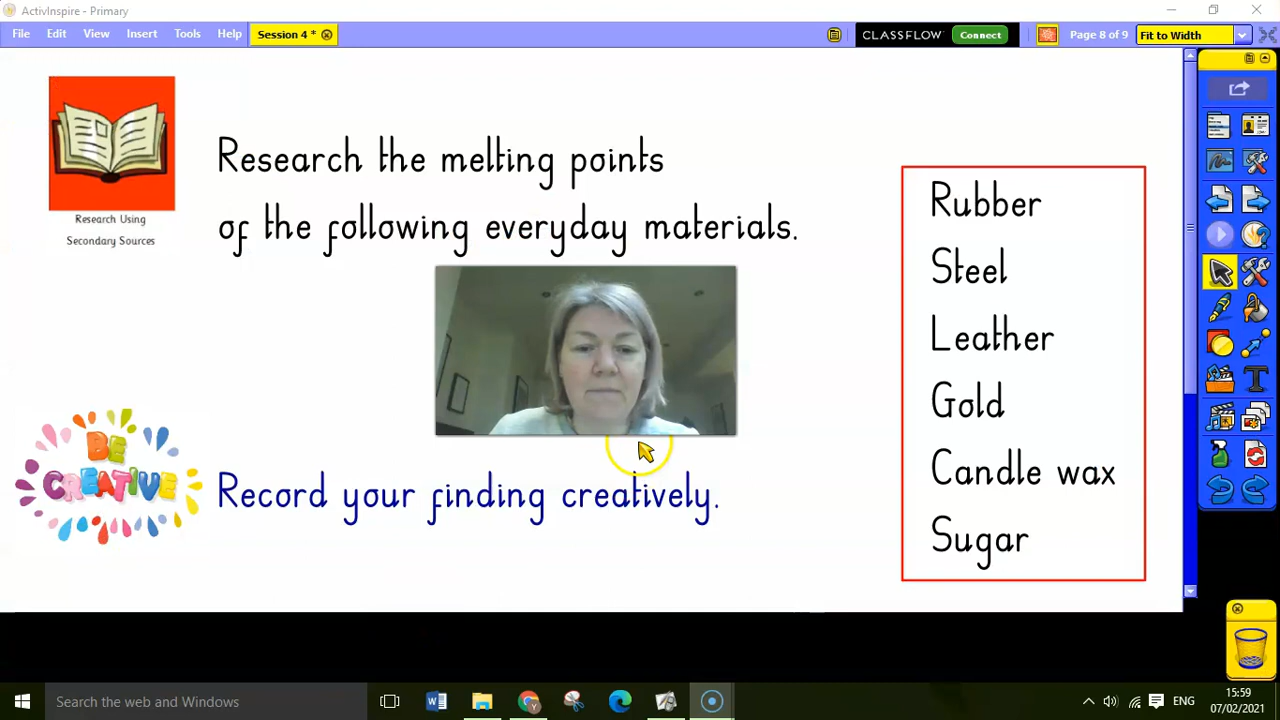 ActivInspire - Primary
File Edit View Insert Tools Help Session 4 * CLASSFLOW Connect Page 8 of 9 Fit to Width
Research the melting points
of the following everyday materials.
Research Using
Secondary Sources
Rubber
Steel
Leather
Gold
Candle wax
Sugar
BE
CREATIVE
Record your finding creatively.
Search the web and Windows
ENG
15:59
07/02/2021